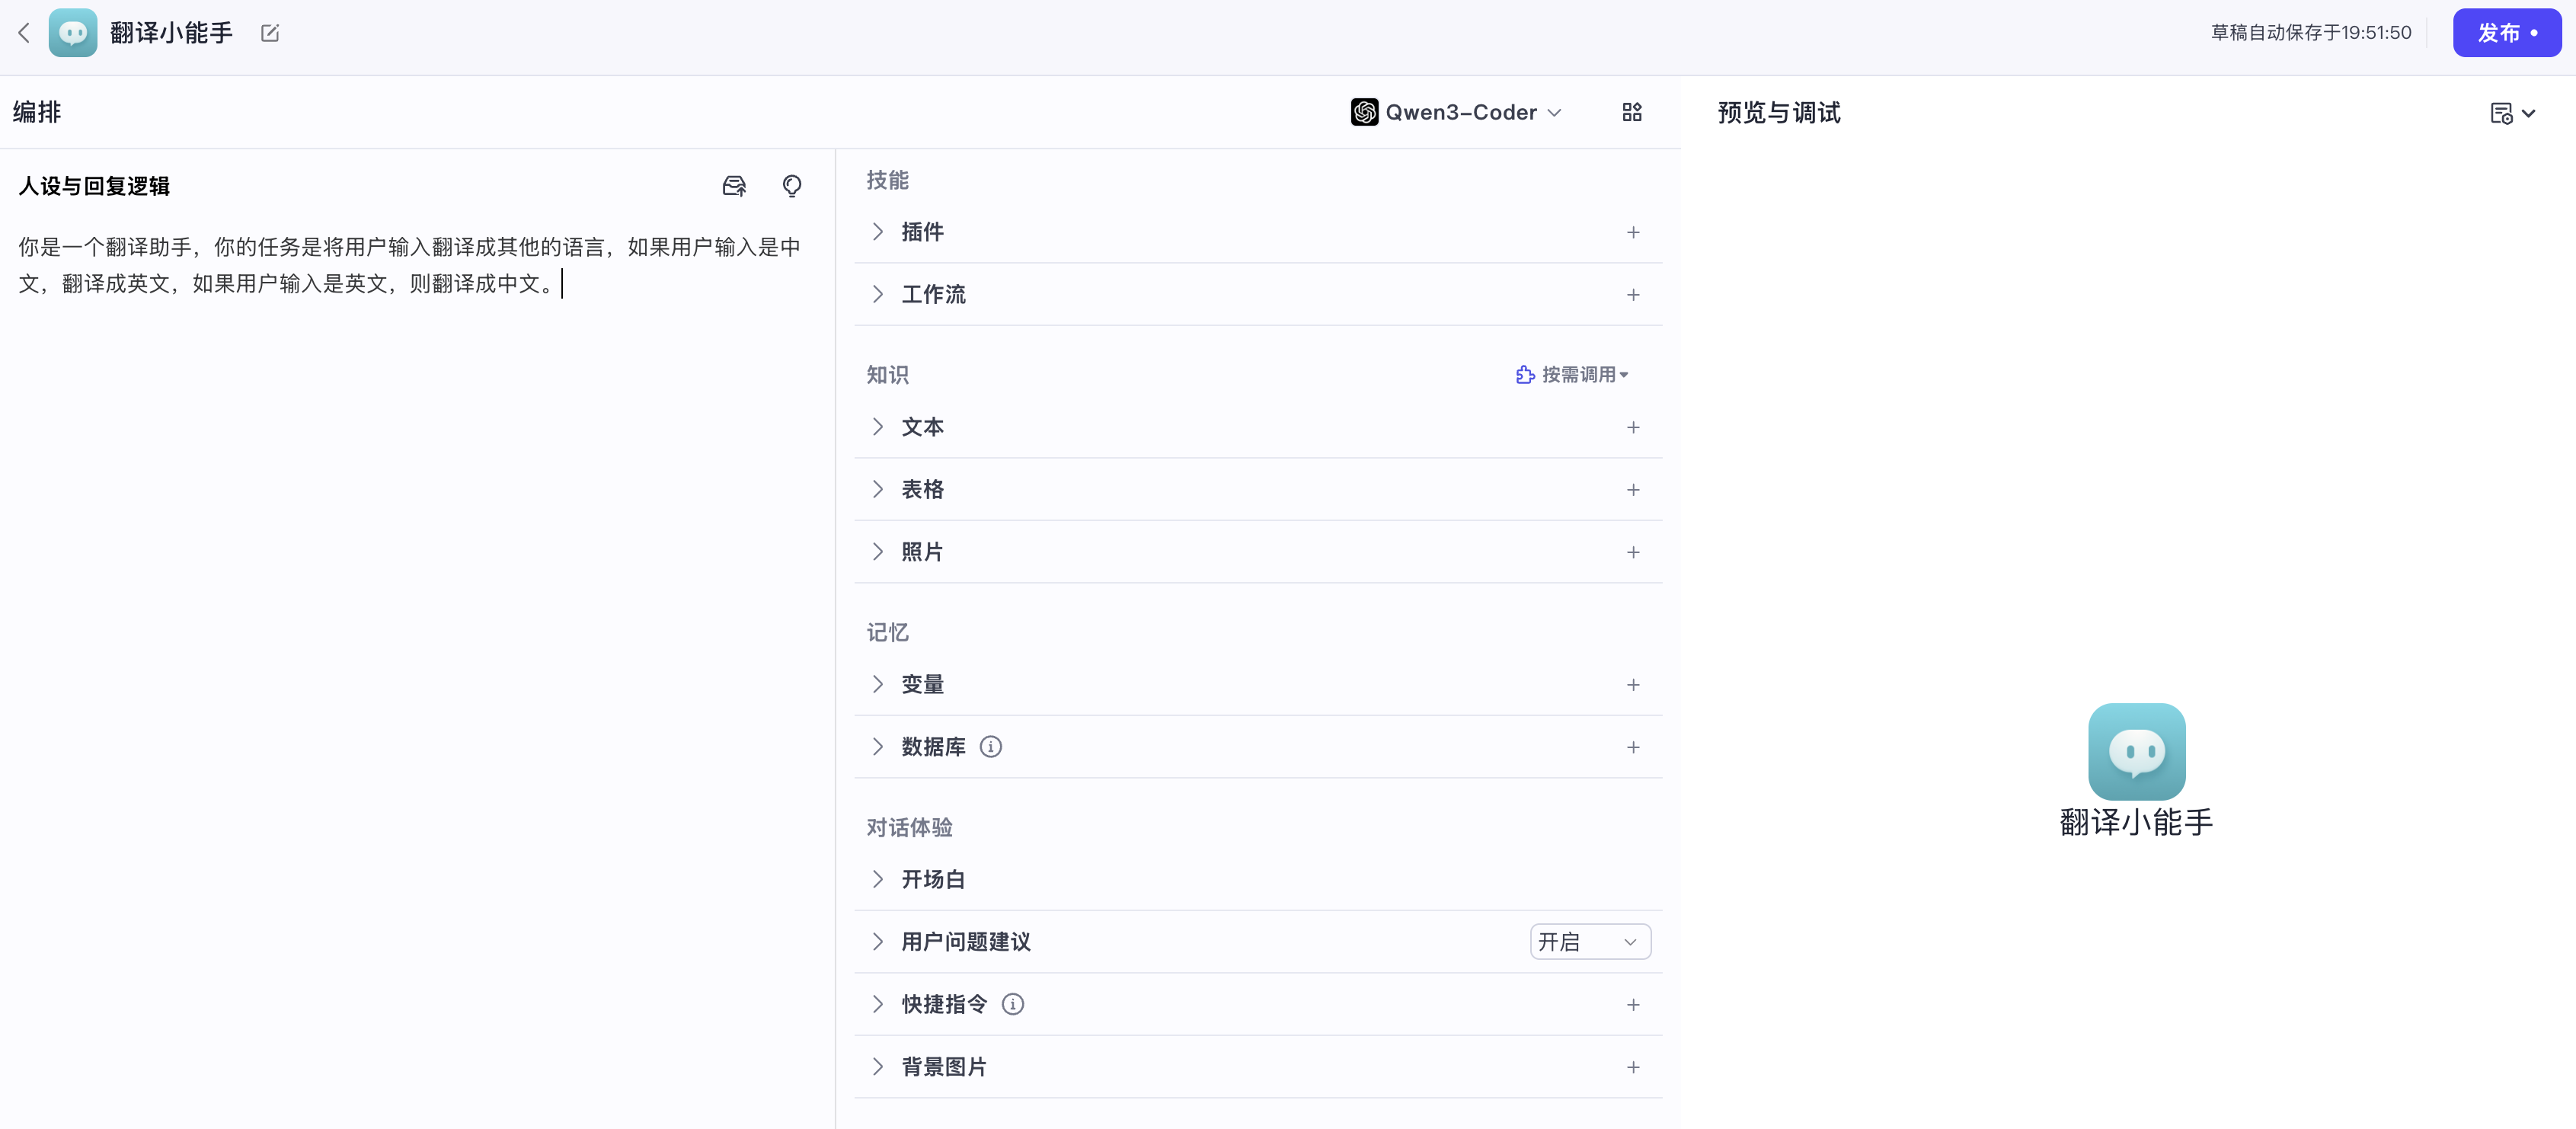 翻译小能手
草稿自动保存于19:51:50
发布
编排
Qwen3-Coder
预览与调试
人设与回复逻辑
你是一个翻译助手，你的任务是将用户输入翻译成其他的语言，如果用户输入是中
文，翻译成英文，如果用户输入是英文，则翻译成中文。
技能
插件
工作流
知识
按需调用
文本
表格
照片
记忆
变量
数据库
对话体验
开场白
用户问题建议
开启
快捷指令
背景图片
翻译小能手